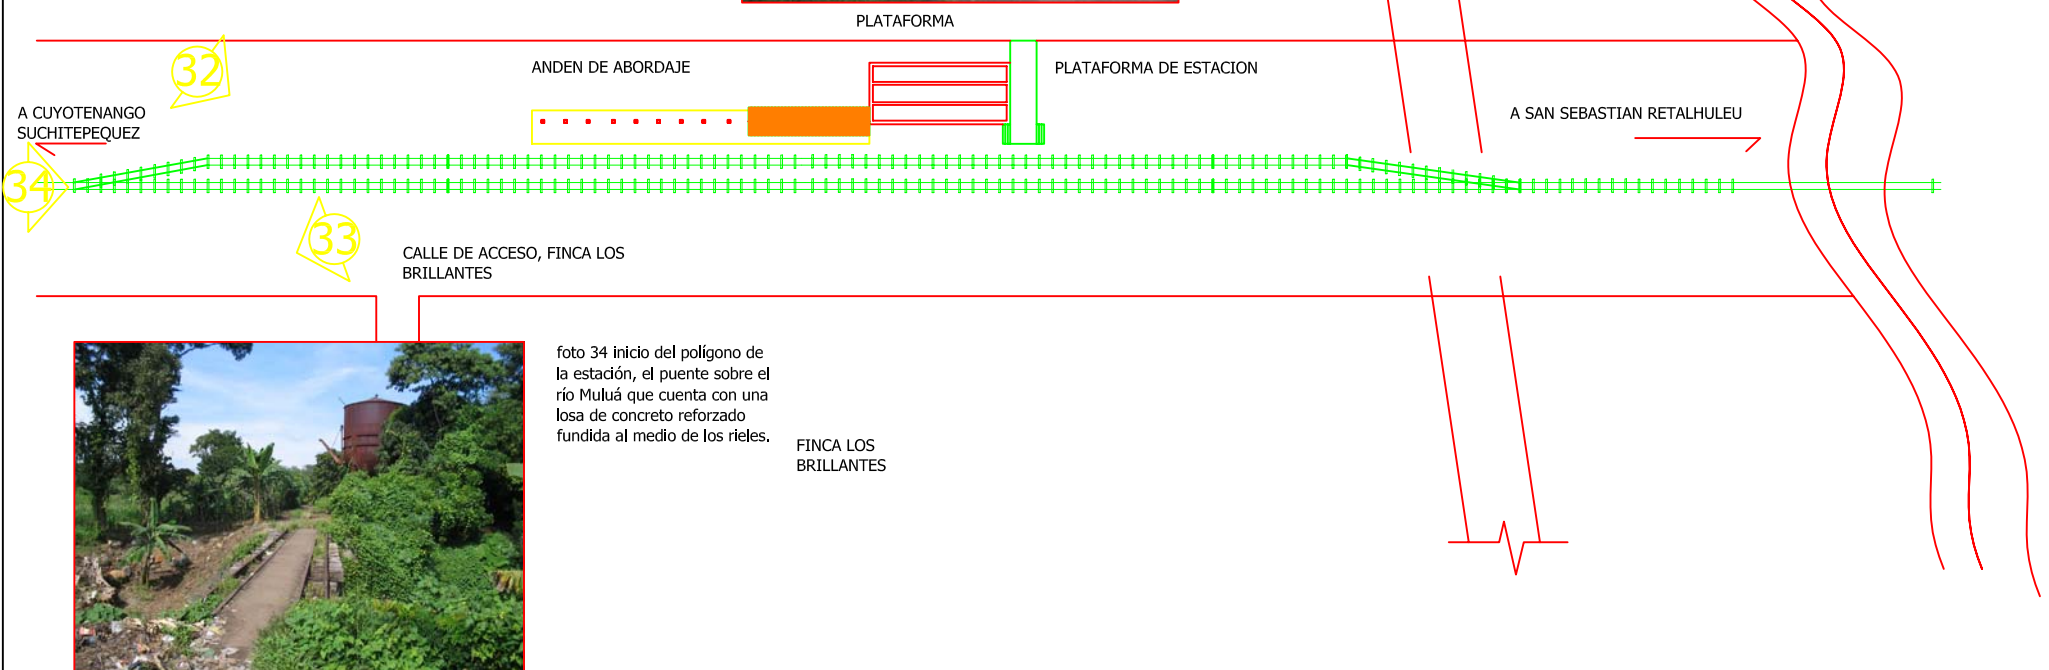 PLATAFORMA
32
ANDEN DE ABORDAJE
PLATAFORMA DE ESTACION
A CUYOTENANGO
SUCHITEPEQUEZ
A SAN SEBASTIAN RETALHULEU
34
33
CALLE DE ACCESO, FINCA LOS
BRILLANTES
foto 34 inicio del polígono de
la estación, el puente sobre el
río Muluá que cuenta con una
losa de concreto reforzado
fundida al medio de los rieles.
FINCA LOS
BRILLANTES